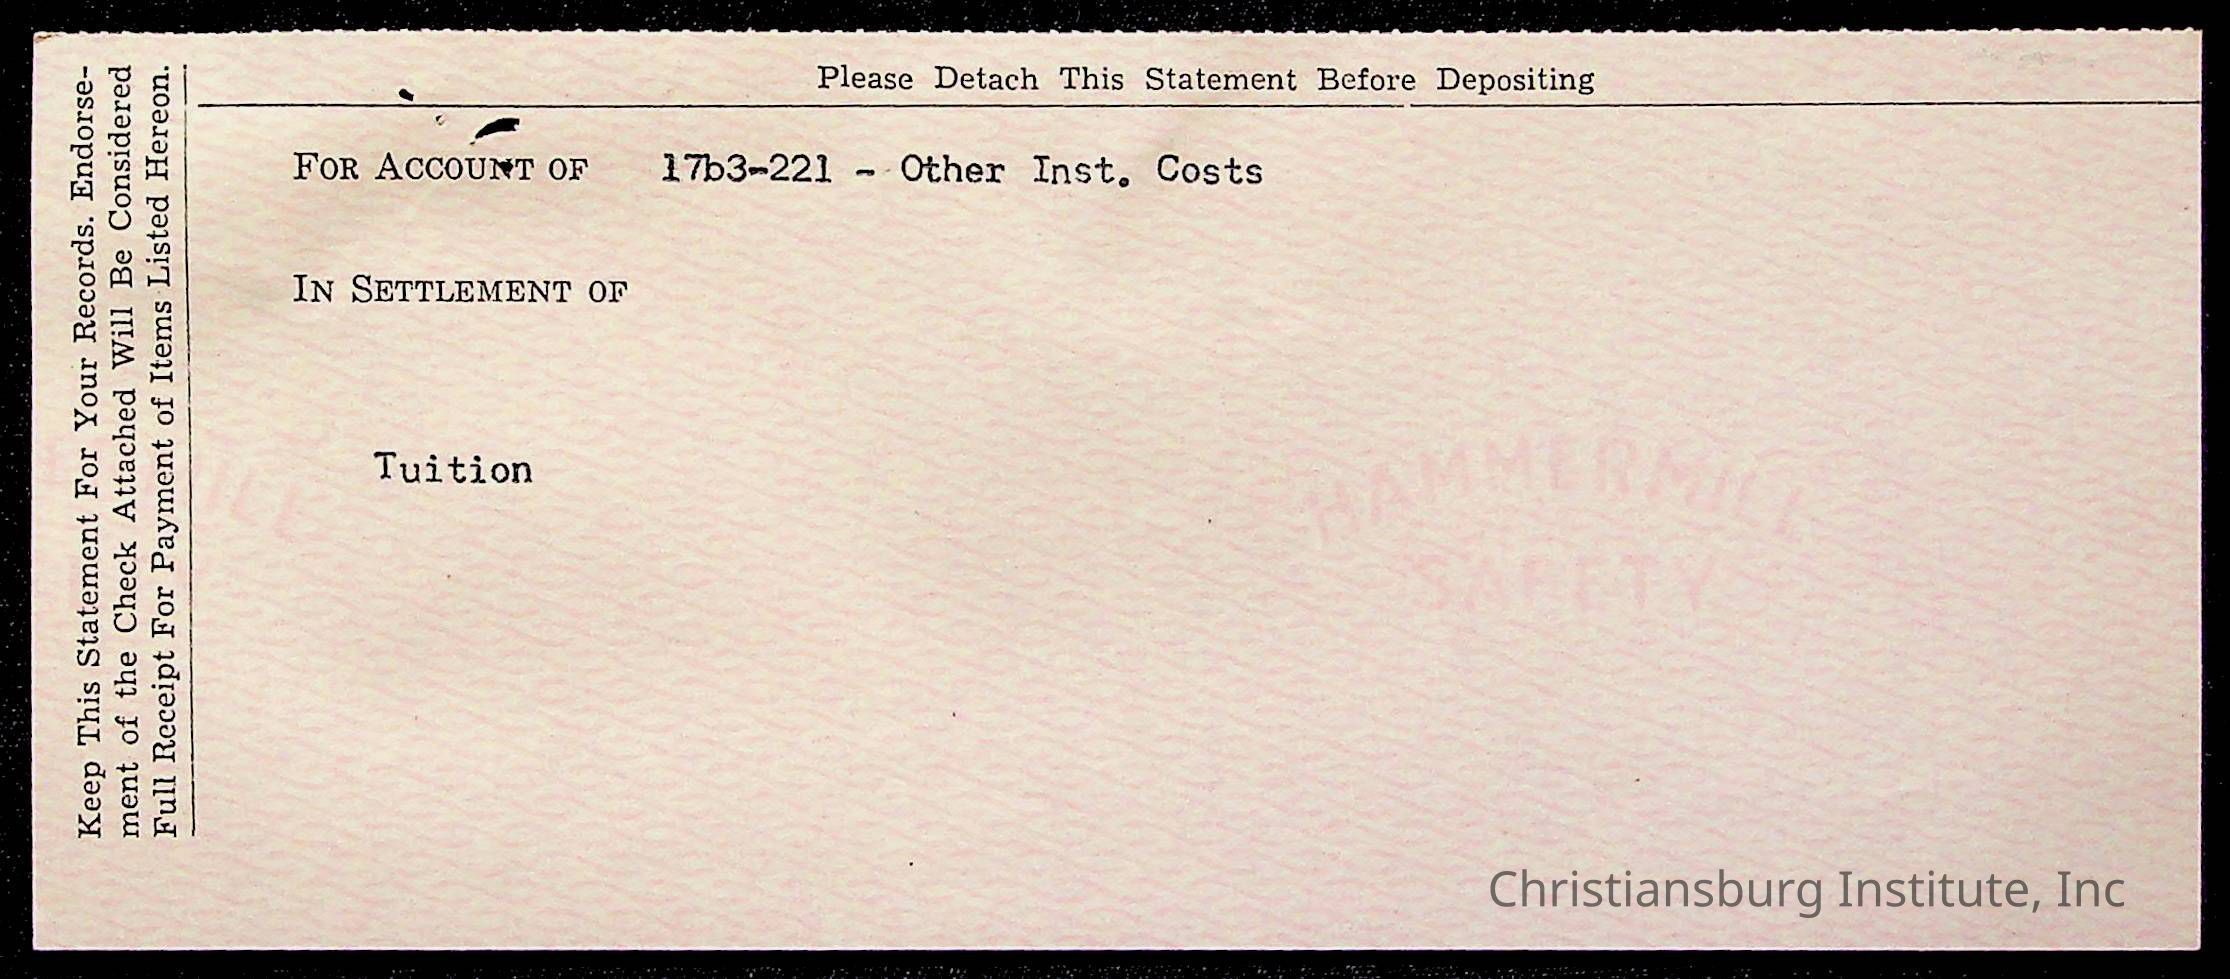 Please Detach This Statement Before Depositing
Keep This Statement For Your Records. Endorse-
ment of the Check Attached Will Be Considered
Full Receipt For Payment of Items Listed Hereon.
FOR ACCOUNT OF 17b3-221 - Other Inst. Costs
IN SETTLEMENT OF
Tuition
ILL
HAMMERMILL
SAFETY
Christiansburg Institute, Inc